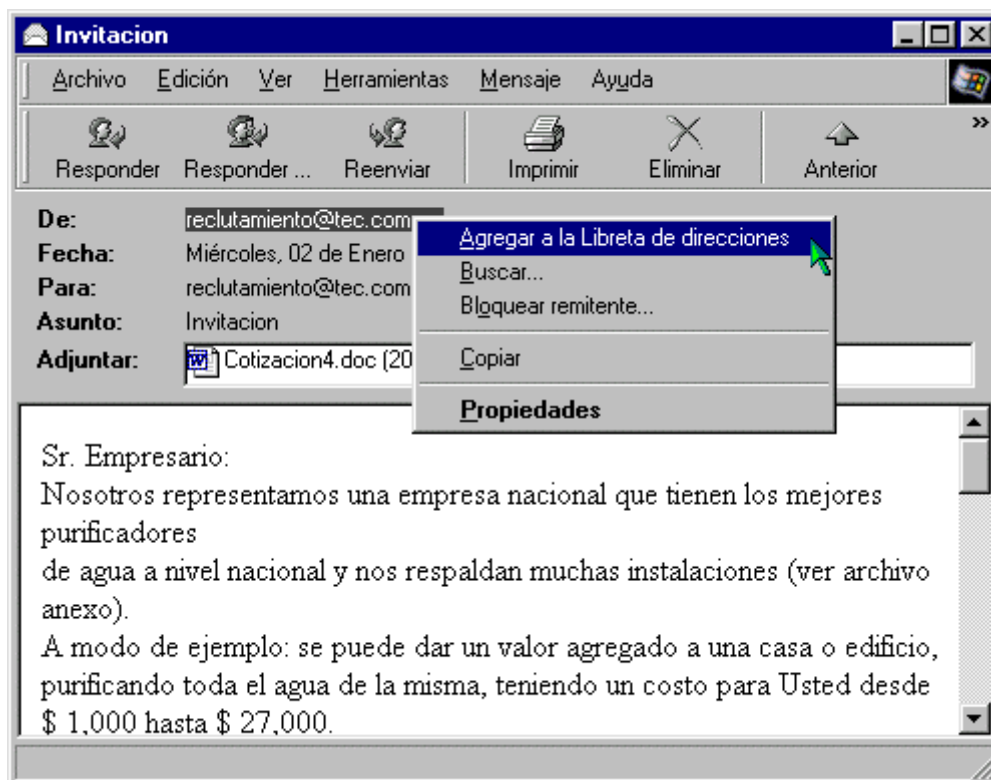 Invitacion
Archivo Edición Ver Herramientas Mensaje Ayuda
Responder Responder ... Reenviar Imprimir Eliminar Anterior »
De: reclutamiento@tec.com
Fecha: Miércoles, 02 de Enero
Para: reclutamiento@tec.com
Asunto: Invitacion
Adjuntar: Cotizacion4.doc (20
Agregar a la Libreta de direcciones
Buscar...
Bloquear remitente...
Copiar
Propiedades
Sr. Empresario:
Nosotros representamos una empresa nacional que tienen los mejores
purificadores
de agua a nivel nacional y nos respaldan muchas instalaciones (ver archivo
anexo).
A modo de ejemplo: se puede dar un valor agregado a una casa o edificio,
purificando toda el agua de la misma, teniendo un costo para Usted desde
$ 1,000 hasta $ 27,000.